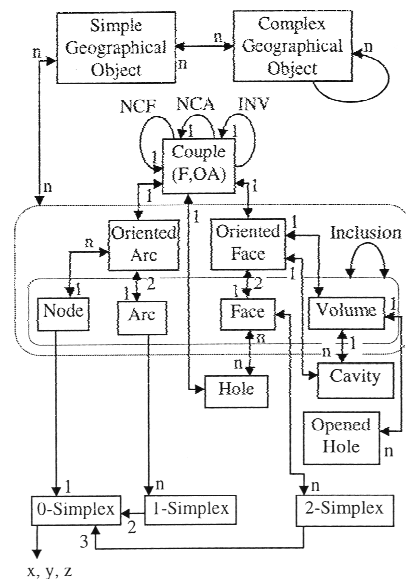 Simple
Geographical
Object
Complex
Geographical
Object
n
n
n
n
n
NCF
NCA
INV
1
1
1
Couple
(F,OA)
1
1
1
Oriented
Arc
Oriented
Face
Inclusion
n
2
1
2
1
1
1
1
1
Node
Arc
Face
Volume
n
n
1
n
Hole
Cavity
Opened
Hole
n
1
n
n
0-Simplex
1-Simplex
2-Simplex
2
3
x, y, z